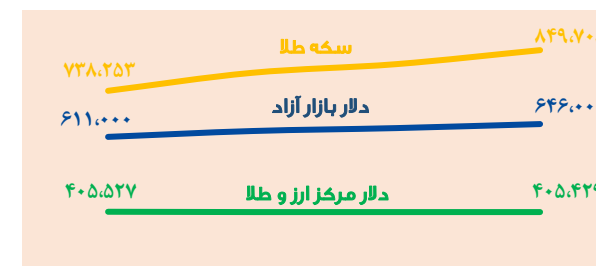 سکه طلا
۷۳۸،۲۵۳
۸۴۹،۷۰
دلار بازار آزاد
۶۱۱،۰۰۰
۶۴۶،۰۰
دلار مرکز ارز و طلا
۴۰۵،۵۲۷
۴۰۵،۴۲۹